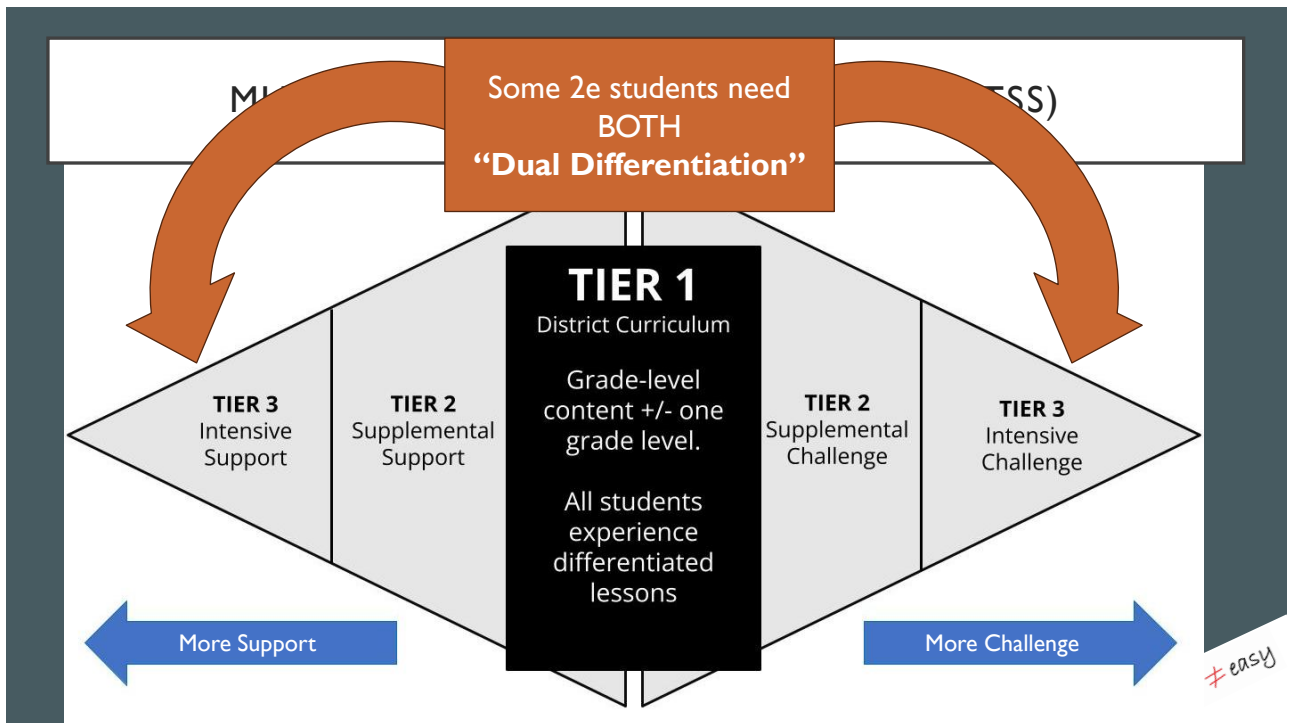 Some 2e students need
BOTH
“Dual Differentiation”
TSS)
TIER 1
District Curriculum
Grade-level
content +/- one
grade level.
All students
experience
differentiated
lessons
TIER 3
Intensive
Support
TIER 2
Supplemental
Support
TIER 2
Supplemental
Challenge
TIER 3
Intensive
Challenge
More Support
More Challenge
≠ easy